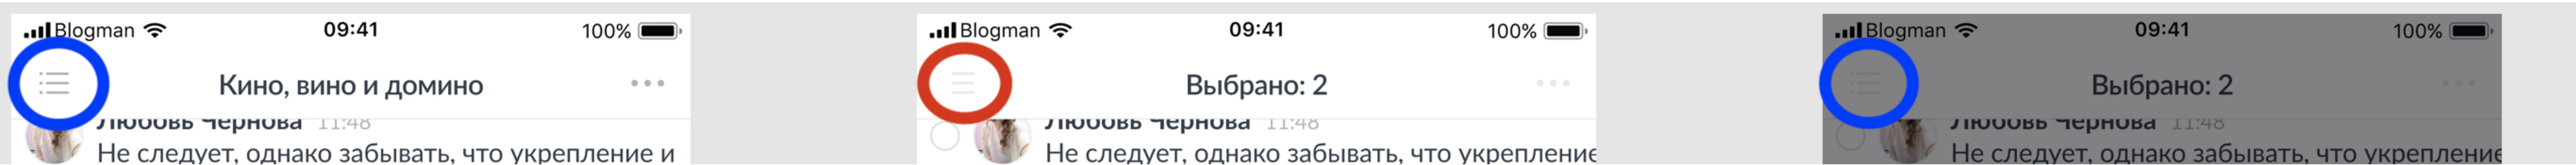 Blogman 09:41 100%
Кино, вино и домино
Любовь Чернова 11:48
Не следует, однако забывать, что укрепление и
Blogman 09:41 100%
Выбрано: 2
Любовь Чернова 11:48
Не следует, однако забывать, что укрепление
Blogman 09:41 100%
Выбрано: 2
Любовь Чернова 11:48
Не следует, однако забывать, что укрепление